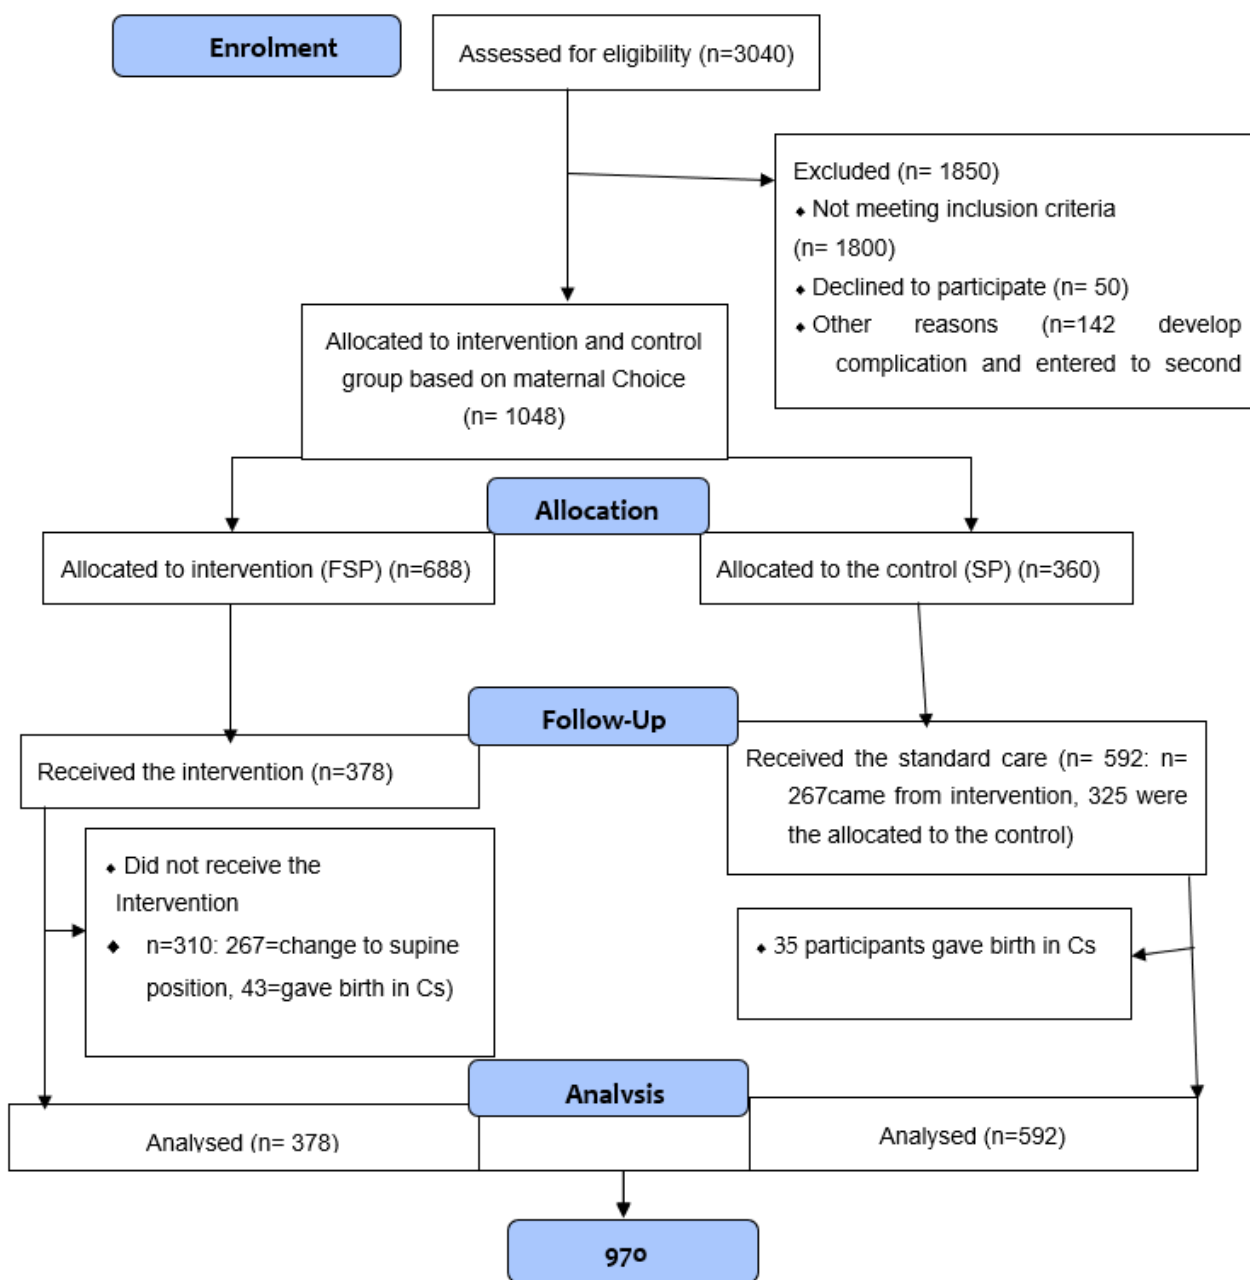 Enrolment
Assessed for eligibility (n=3040)
Excluded (n= 1850)
⬥ Not meeting inclusion criteria
(n= 1800)
⬥ Declined to participate (n= 50)
⬥ Other reasons (n=142 develop
complication and entered to second
Allocated to intervention and control
group based on maternal Choice
(n= 1048)
Allocation
Allocated to intervention (FSP) (n=688)
Allocated to the control (SP) (n=360)
Follow-Up
Received the intervention (n=378)
Received the standard care (n= 592: n=
267came from intervention, 325 were
the allocated to the control)
⬥ Did not receive the
Intervention
⬥ n=310: 267=change to supine
position, 43=gave birth in Cs)
⬥ 35 participants gave birth in Cs
Analysis
Analysed (n= 378)
Analysed (n=592)
970